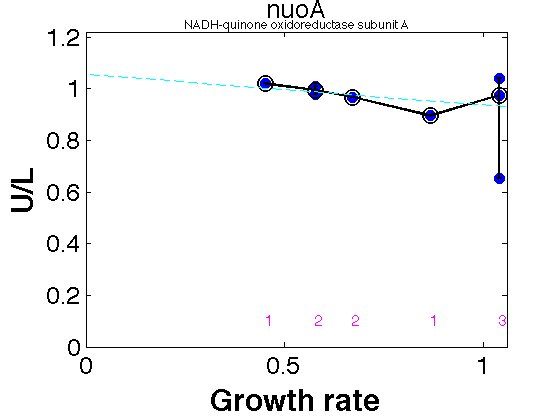 nuoA
NADH-quinone oxidoreductase subunit A
1.2
1
0.8
0.6
0.4
0.2
0
U/L
1 2 2 1 3
0 0.5 1
Growth rate